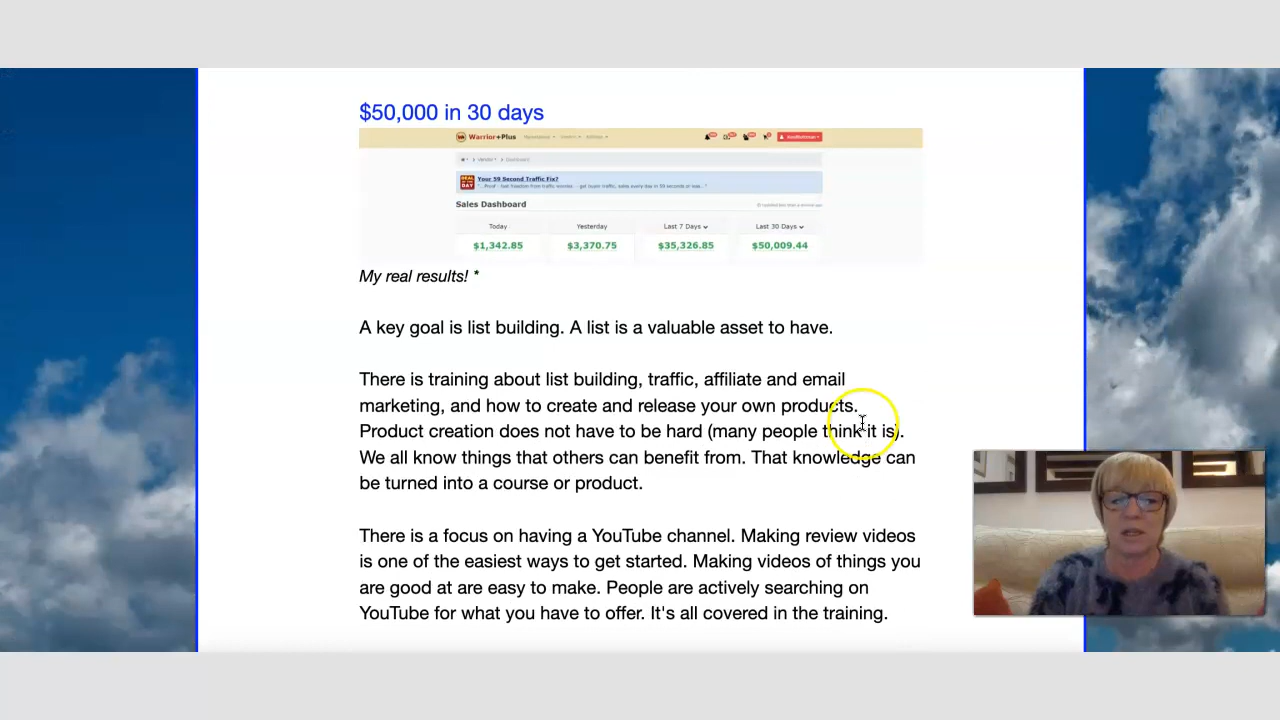 $50,000 in 30 days
Warrior+Plus
Vendor Dashboard
Your 59 Second Traffic Fix?
Sales Dashboard
Today Yesterday Last 7 Days Last 30 Days
$1,342.85 $3,370.75 $35,326.85 $50,009.44
My real results! *
A key goal is list building. A list is a valuable asset to have.
There is training about list building, traffic, affiliate and email
marketing, and how to create and release your own products.
Product creation does not have to be hard (many people think it is).
We all know things that others can benefit from. That knowledge can
be turned into a course or product.
There is a focus on having a YouTube channel. Making review videos
is one of the easiest ways to get started. Making videos of things you
are good at are easy to make. People are actively searching on
YouTube for what you have to offer. It's all covered in the training.